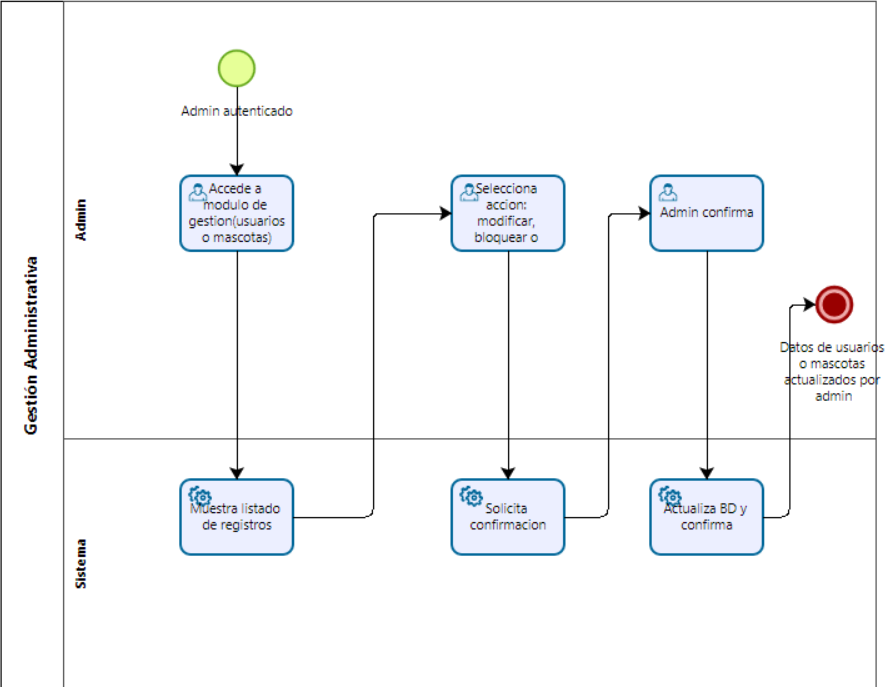 Gestión Administrativa
Admin
Admin autenticado
Accede a
modulo de
gestion(usuarios
o mascotas)
Selecciona
accion:
modificar,
bloquear o
Admin confirma
Datos de usuarios
o mascotas
actualizados por
admin
Sistema
Muestra listado
de registros
Solicita
confirmacion
Actualiza BD y
confirma